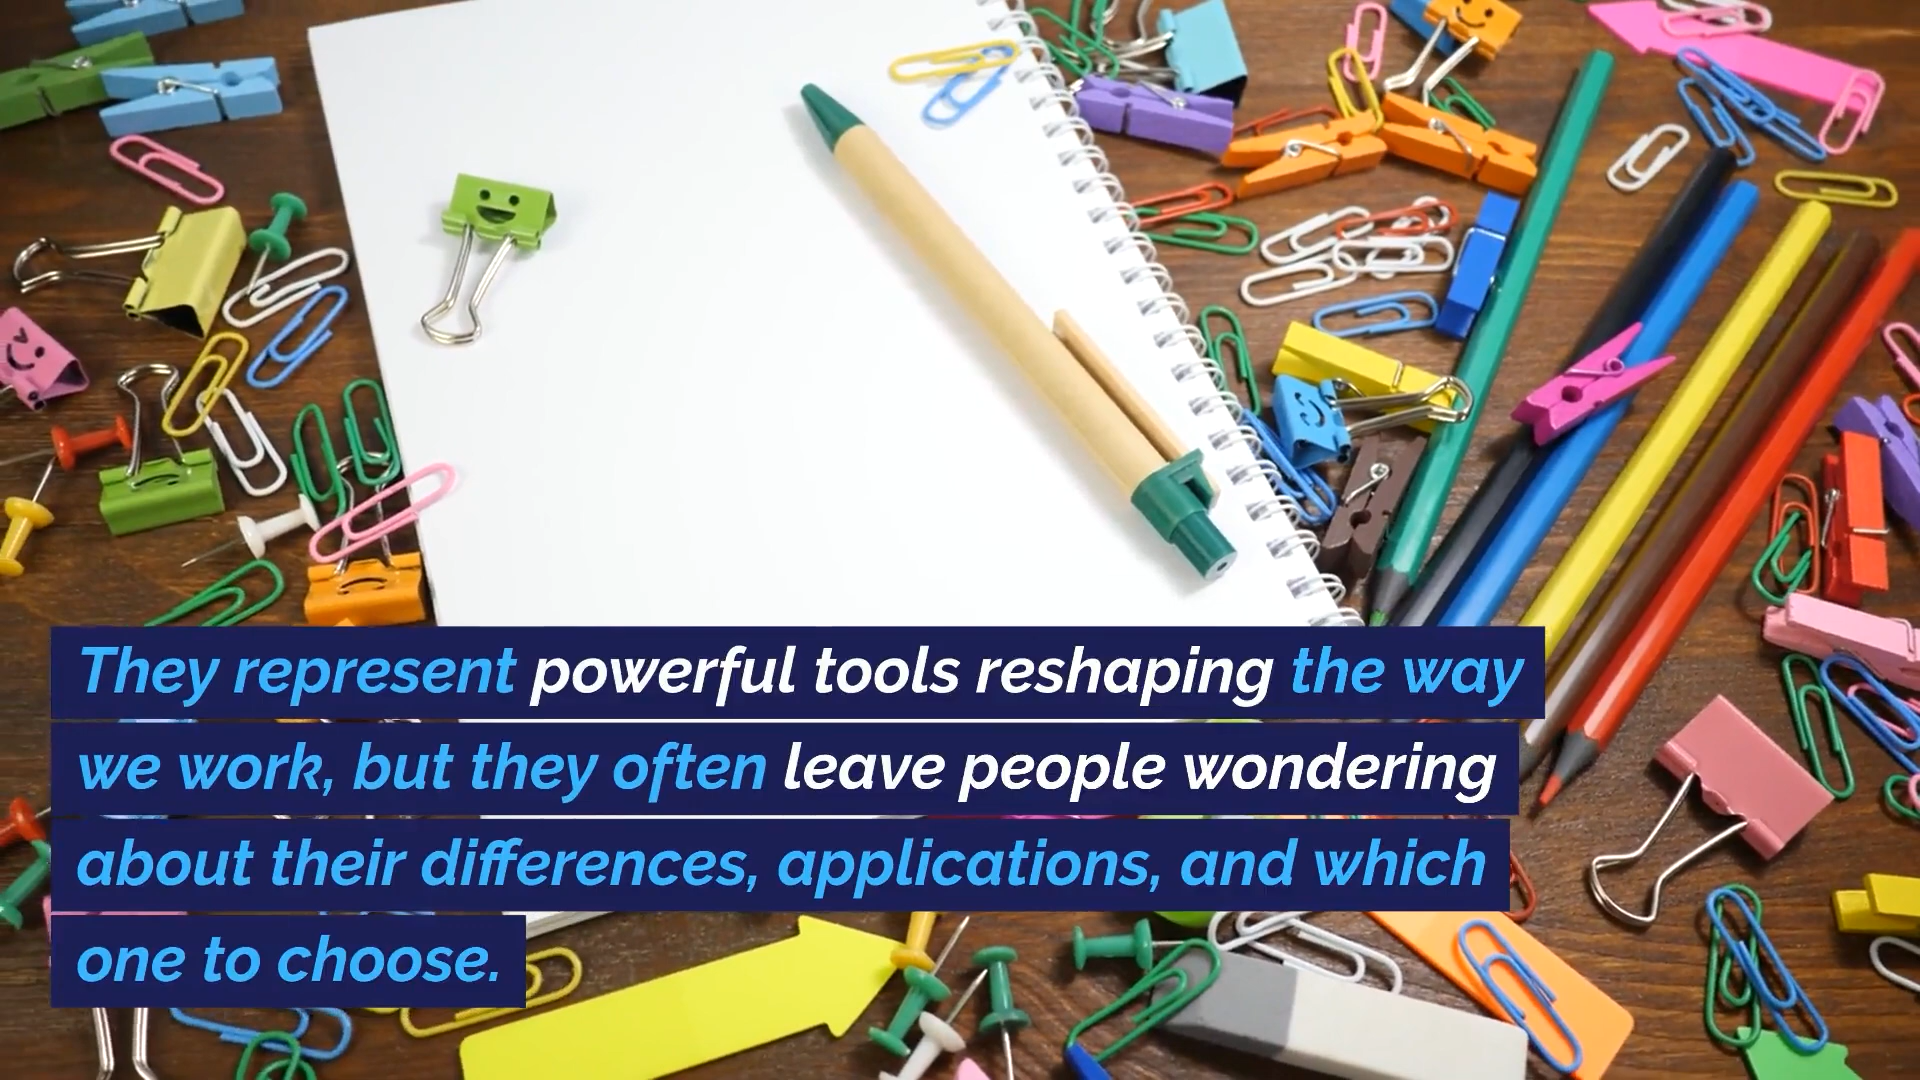 They represent powerful tools reshaping the way
we work, but they often leave people wondering
about their differences, applications, and which
one to choose.